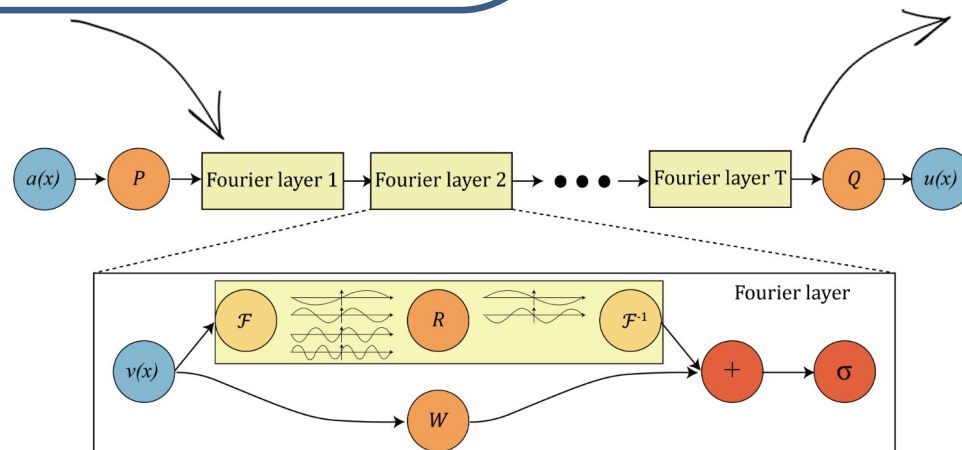 a(x) P Fourier layer 1 Fourier layer 2 Fourier layer T Q u(x)
Fourier layer
ℱ R ℱ⁻¹
v(x) + σ
W